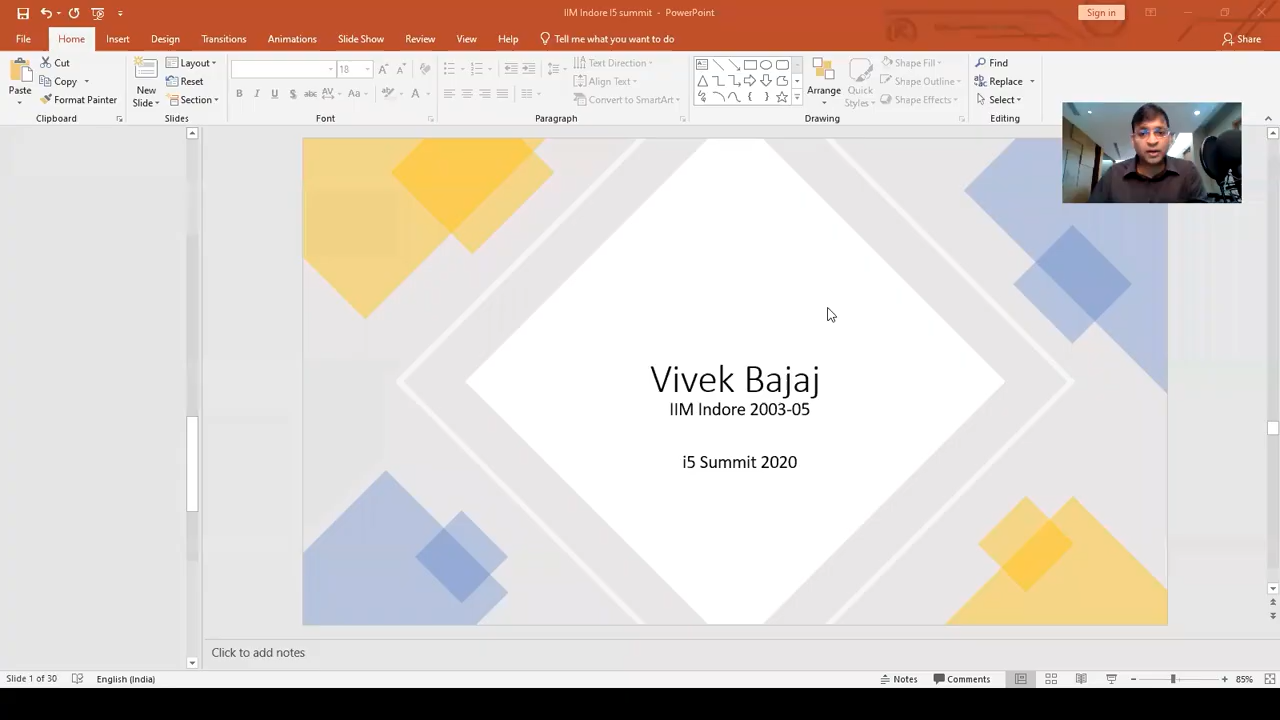 IIM Indore I5 summit - PowerPoint
Sign in
File Home Insert Design Transitions Animations Slide Show Review View Help Tell me what you want to do Share
Paste
Cut
Copy
Format Painter
Clipboard
New Slide
Layout
Reset
Section
Slides
18
B I U S abc AV Aa A
Font
Text Direction
Align Text
Convert to SmartArt
Paragraph
Arrange
Quick Styles
Shape Fill
Shape Outline
Shape Effects
Drawing
Find
Replace
Select
Editing
Vivek Bajaj
IIM Indore 2003-05
i5 Summit 2020
Click to add notes
Slide 1 of 30 English (India) Notes Comments 85%